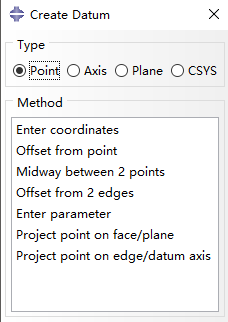 Create Datum
Type
Point Axis Plane CSYS
Method
Enter coordinates
Offset from point
Midway between 2 points
Offset from 2 edges
Enter parameter
Project point on face/plane
Project point on edge/datum axis